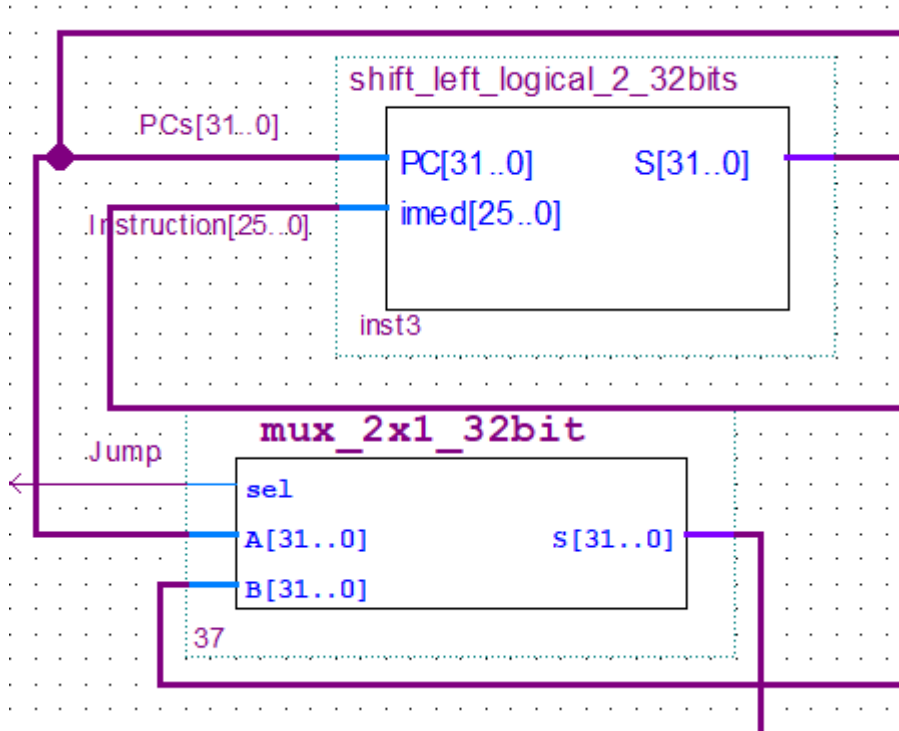 shift_left_logical_2_32bits
PCs[31..0]
PC[31..0] S[31..0]
Instruction[25..0]
imed[25..0]
inst3
mux_2x1_32bit
Jump
sel
A[31..0] S[31..0]
B[31..0]
37